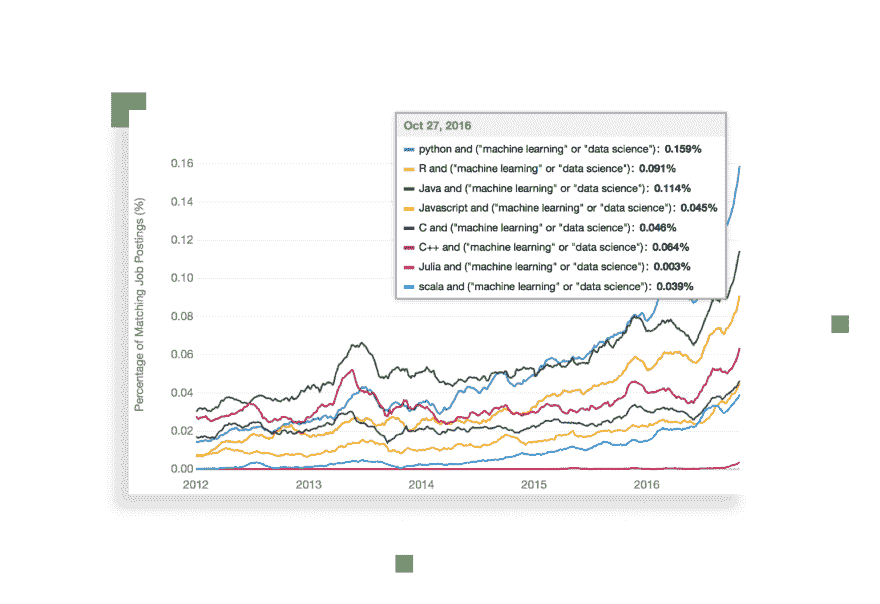 Oct 27, 2016
python and ("machine learning" or "data science"): 0.159%
R and ("machine learning" or "data science"): 0.091%
Java and ("machine learning" or "data science"): 0.114%
Javascript and ("machine learning" or "data science"): 0.045%
C and ("machine learning" or "data science"): 0.046%
C++ and ("machine learning" or "data science"): 0.064%
Julia and ("machine learning" or "data science"): 0.003%
scala and ("machine learning" or "data science"): 0.039%
Percentage of Matching Job Postings (%)
0.16
0.14
0.12
0.10
0.08
0.06
0.04
0.02
0.00
2012 2013 2014 2015 2016